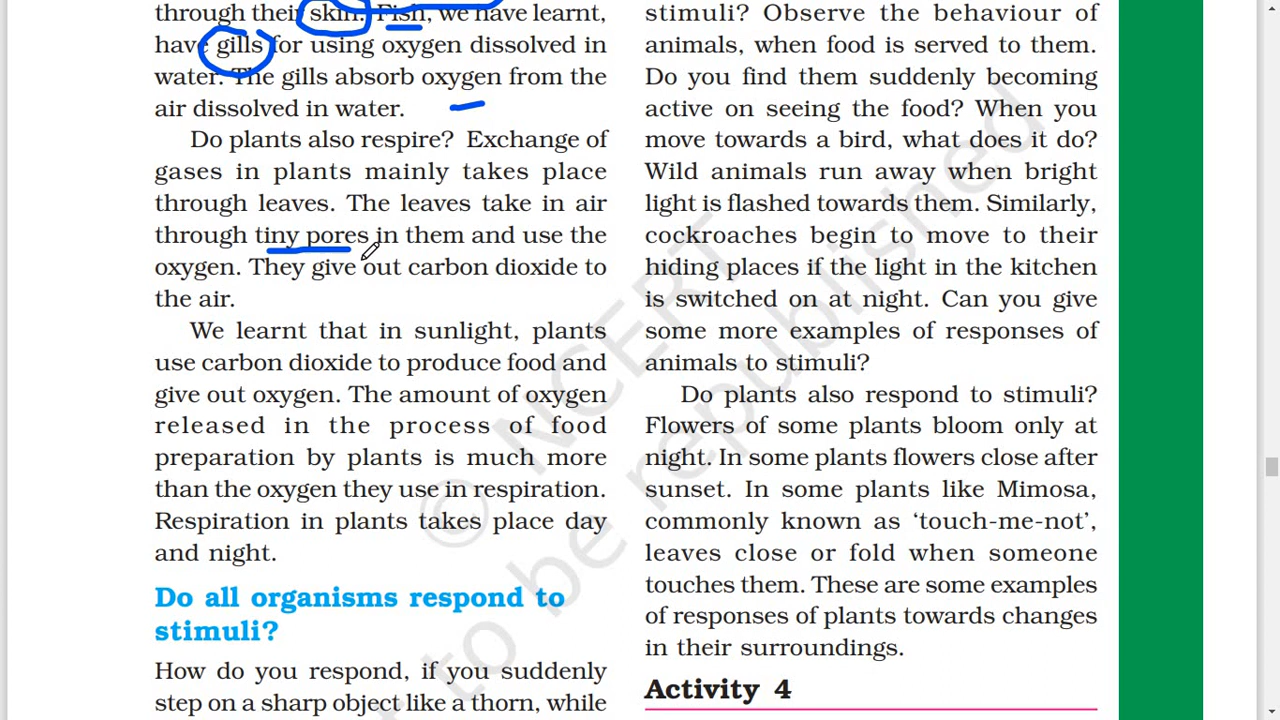 through their skin. Fish, we have learnt,
have gills for using oxygen dissolved in
water. The gills absorb oxygen from the
air dissolved in water.
Do plants also respire? Exchange of
gases in plants mainly takes place
through leaves. The leaves take in air
through tiny pores in them and use the
oxygen. They give out carbon dioxide to
the air.
We learnt that in sunlight, plants
use carbon dioxide to produce food and
give out oxygen. The amount of oxygen
released in the process of food
preparation by plants is much more
than the oxygen they use in respiration.
Respiration in plants takes place day
and night.
Do all organisms respond to
stimuli?
How do you respond, if you suddenly
step on a sharp object like a thorn, while
stimuli? Observe the behaviour of
animals, when food is served to them.
Do you find them suddenly becoming
active on seeing the food? When you
move towards a bird, what does it do?
Wild animals run away when bright
light is flashed towards them. Similarly,
cockroaches begin to move to their
hiding places if the light in the kitchen
is switched on at night. Can you give
some more examples of responses of
animals to stimuli?
Do plants also respond to stimuli?
Flowers of some plants bloom only at
night. In some plants flowers close after
sunset. In some plants like Mimosa,
commonly known as ‘touch-me-not’,
leaves close or fold when someone
touches them. These are some examples
of responses of plants towards changes
in their surroundings.
Activity 4
© NCERT
to be republished